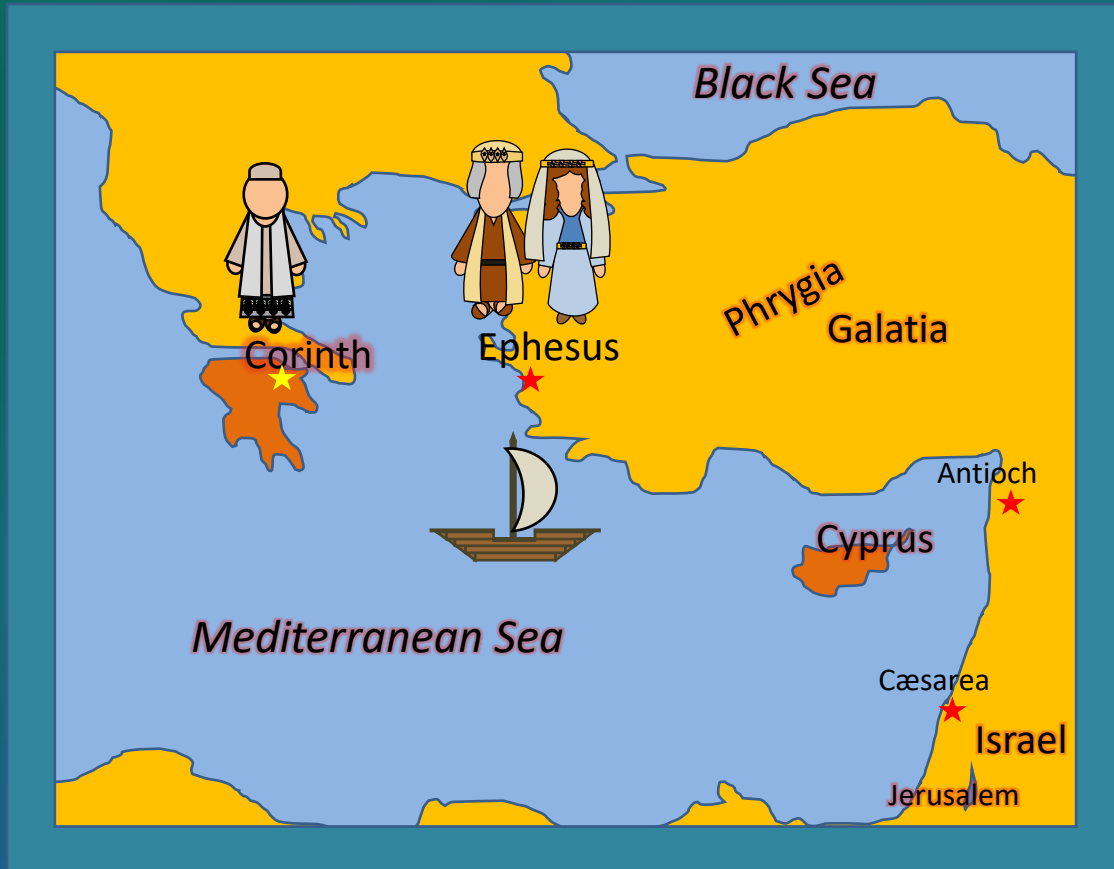 Black Sea
Phrygia
Galatia
Corinth
Ephesus
Antioch
Cyprus
Mediterranean Sea
Cæsarea
Israel
Jerusalem